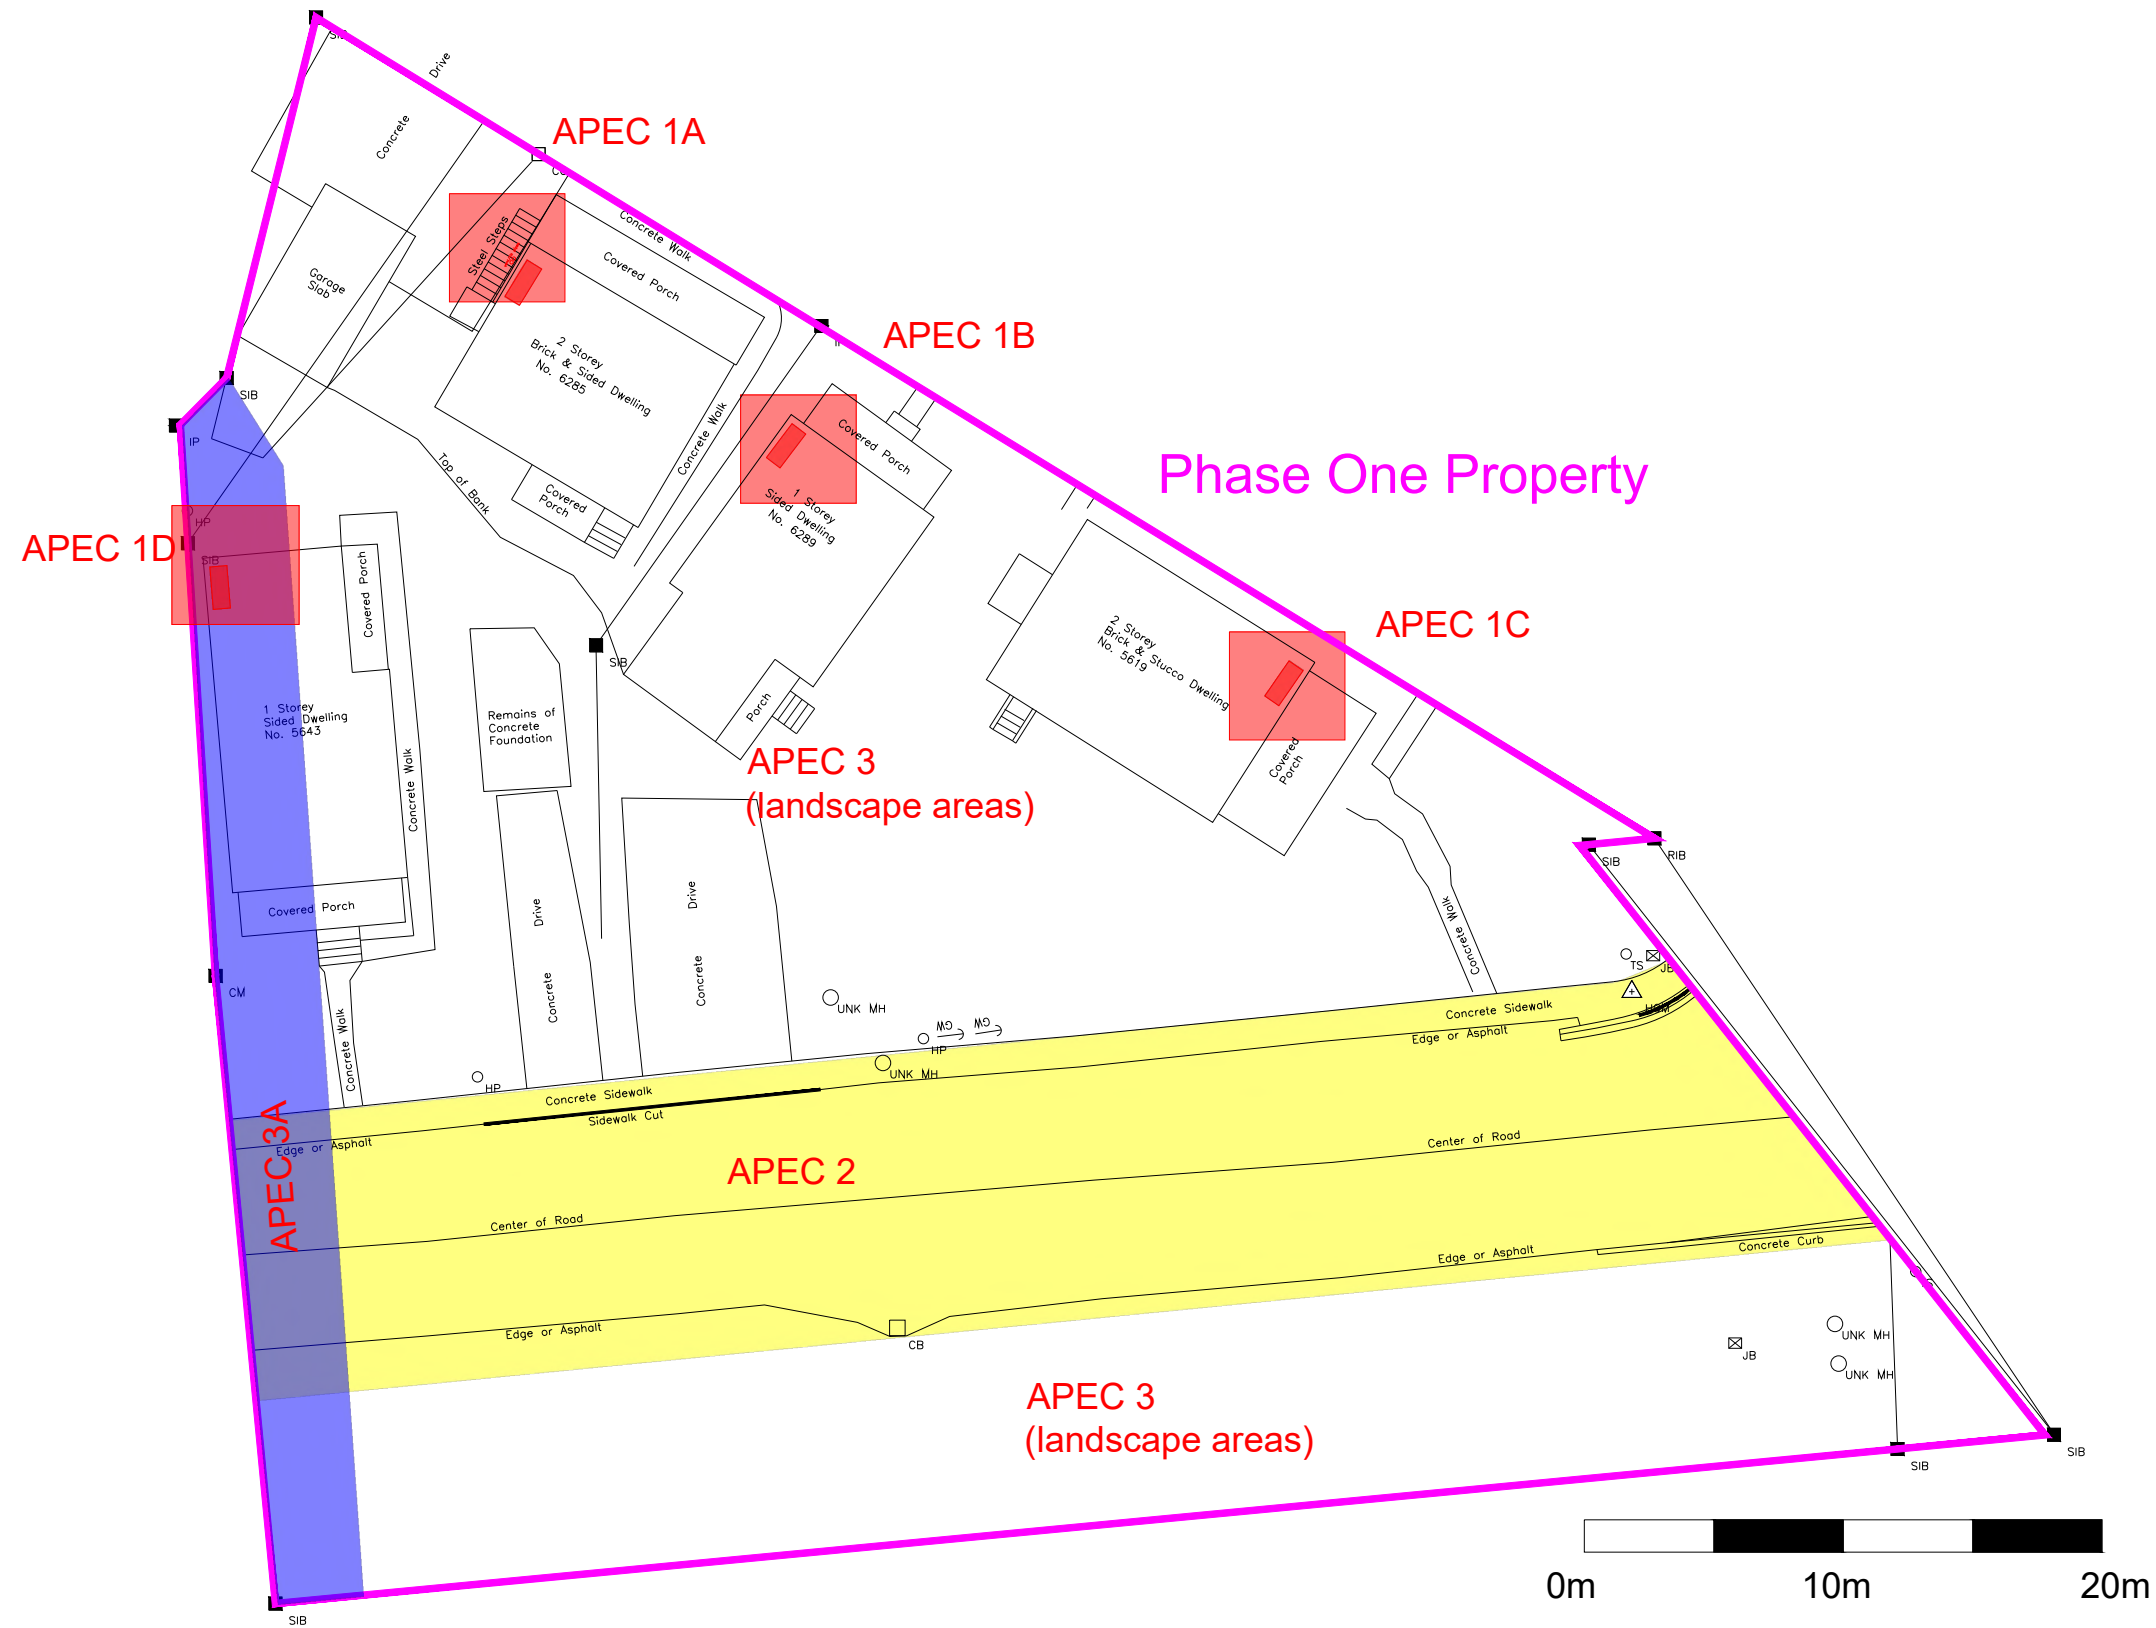 SIB
Drive
Concrete
APEC 1A
Steel Steps
Concrete Walk
Covered Porch
Garage
Slab
2 Storey
Brick & Sided Dwelling
No. 6285
APEC 1B
SIB
IP
Top of Bank
Covered
Porch
Concrete Walk
Covered Porch
1 Storey
Sided Dwelling
No. 6289
Phase One Property
HP
APEC 1D
SIB
Covered Porch
APEC 1C
2 Storey
Brick & Stucco Dwelling
No. 5619
SIB
1 Storey
Sided Dwelling
No. 5643
Remains of
Concrete
Foundation
Porch
Covered
Porch
APEC 3
(landscape areas)
Concrete Walk
SIB
RIB
Covered Porch
Drive
Concrete
Drive
Concrete
Concrete Walk
TS
JB
CM
UNK MH
GW
GW
HP
UNK MH
Concrete Sidewalk
Edge or Asphalt
Concrete Walk
HP
Concrete Sidewalk
Sidewalk Cut
Edge or Asphalt
APEC 3A
APEC 2
Center of Road
Center of Road
Edge or Asphalt
Concrete Curb
Edge or Asphalt
CB
UNK MH
JB
UNK MH
APEC 3
(landscape areas)
SIB
SIB
SIB
0m
10m
20m